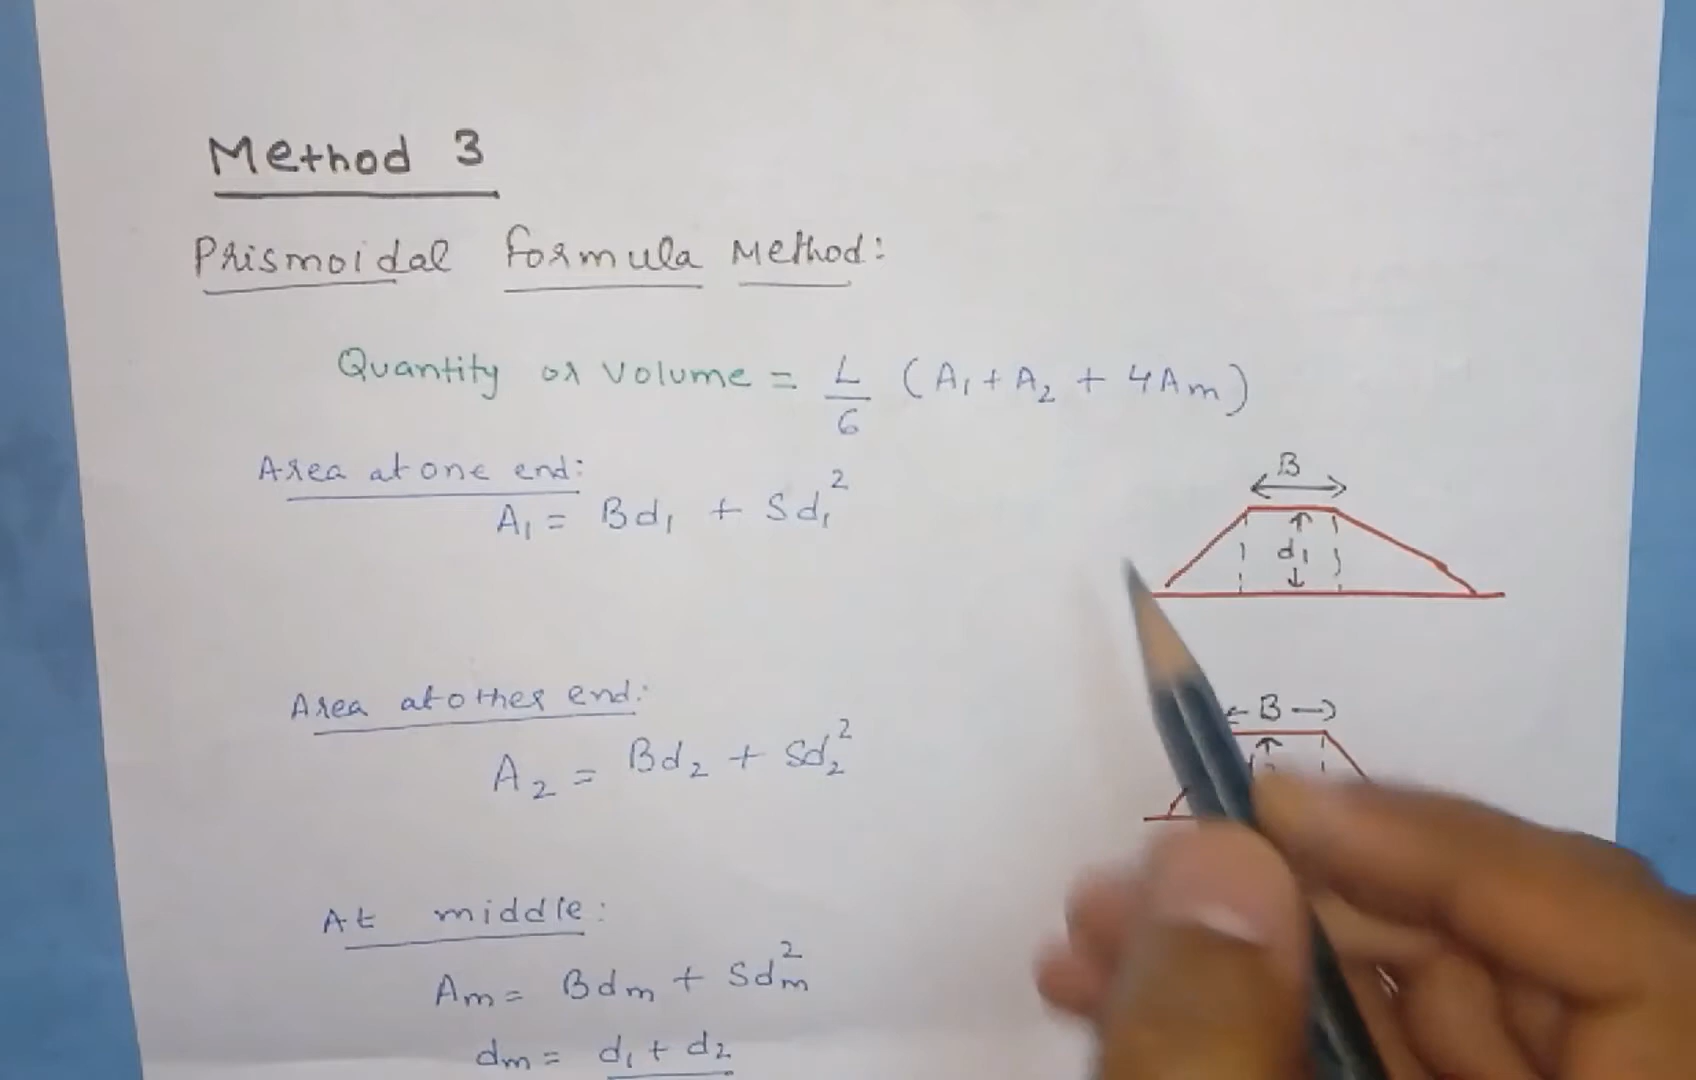 Method 3
Prismoidal formula Method:
Quantity or volume = L/6 (A₁ + A₂ + 4Am)
Area at one end:
A₁ = Bd₁ + Sd₁²
B
d₁
Area at other end:
A₂ = Bd₂ + Sd₂²
B
At middle:
Am = Bdm + Sdm²
dm = d₁ + d₂